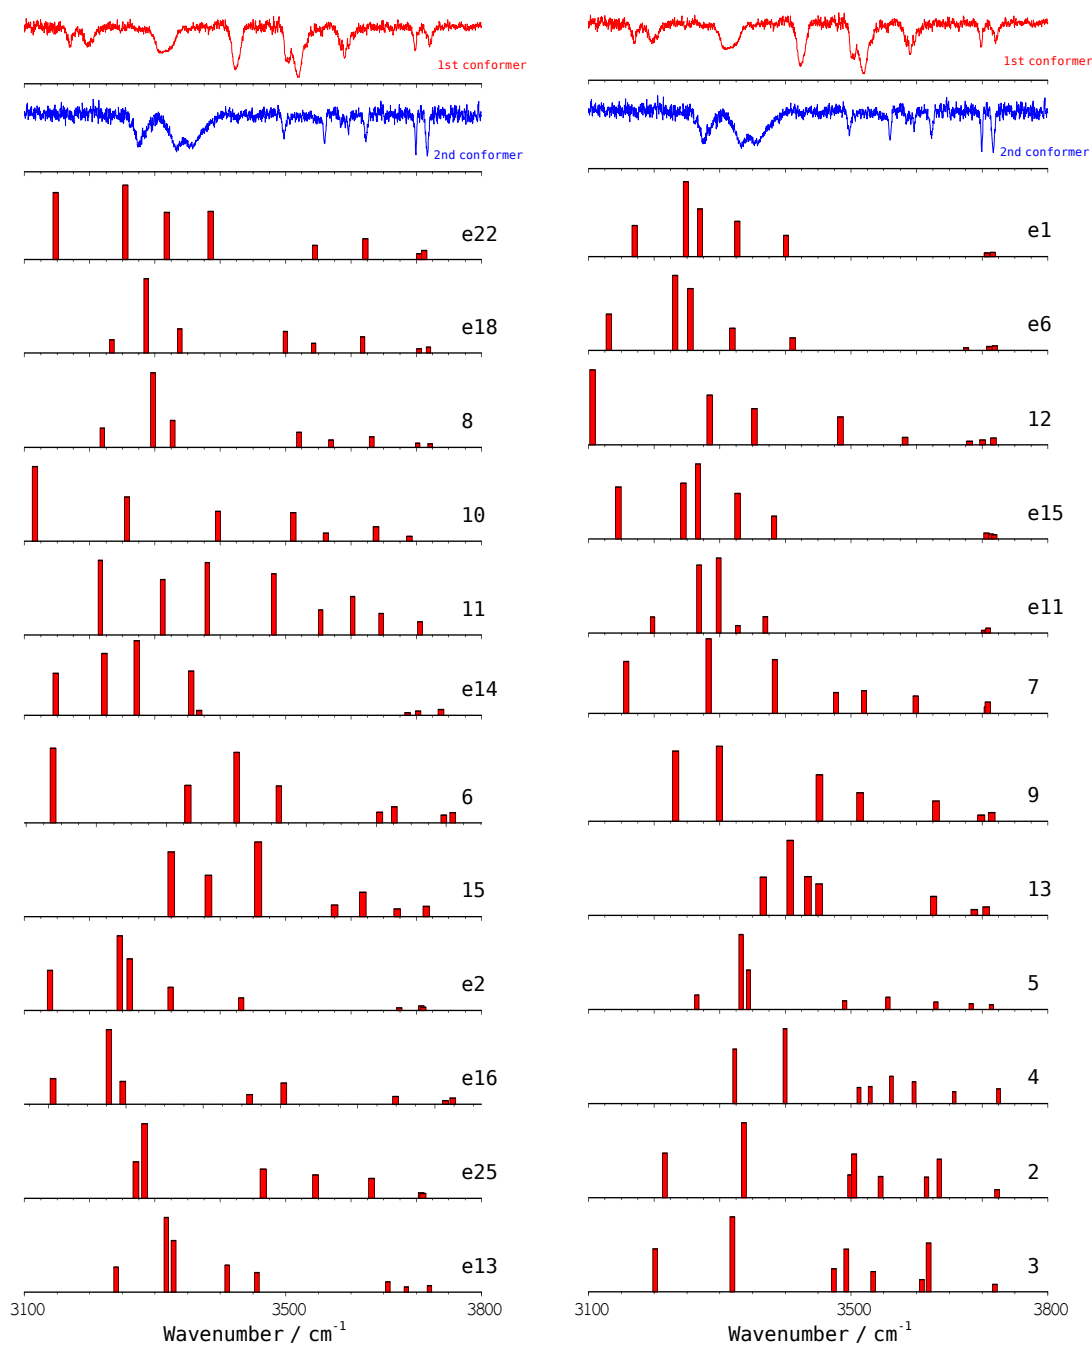 1st conformer
2nd conformer
e22
e18
8
10
11
e14
6
15
e2
e16
e25
e13
3100 3500 3800
Wavenumber / cm-1
1st conformer
2nd conformer
e1
e6
12
e15
e11
7
9
13
5
4
2
3
3100 3500 3800
Wavenumber / cm-1